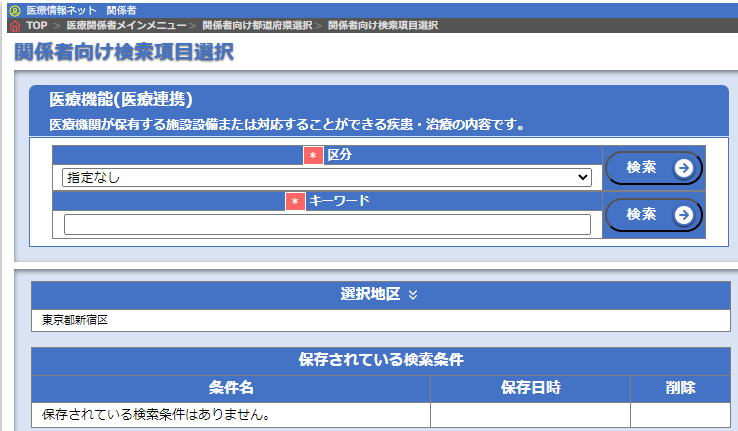 医療情報ネット 関係者
TOP > 医療関係者メインメニュー > 関係者向け都道府県選択 > 関係者向け検索項目選択
関係者向け検索項目選択
医療機能(医療連携)
医療機関が保有する施設設備または対応することができる疾患・治療の内容です。
* 区分
指定なし
検索
* キーワード
検索
選択地区
東京都新宿区
保存されている検索条件
条件名 保存日時 削除
保存されている検索条件はありません。